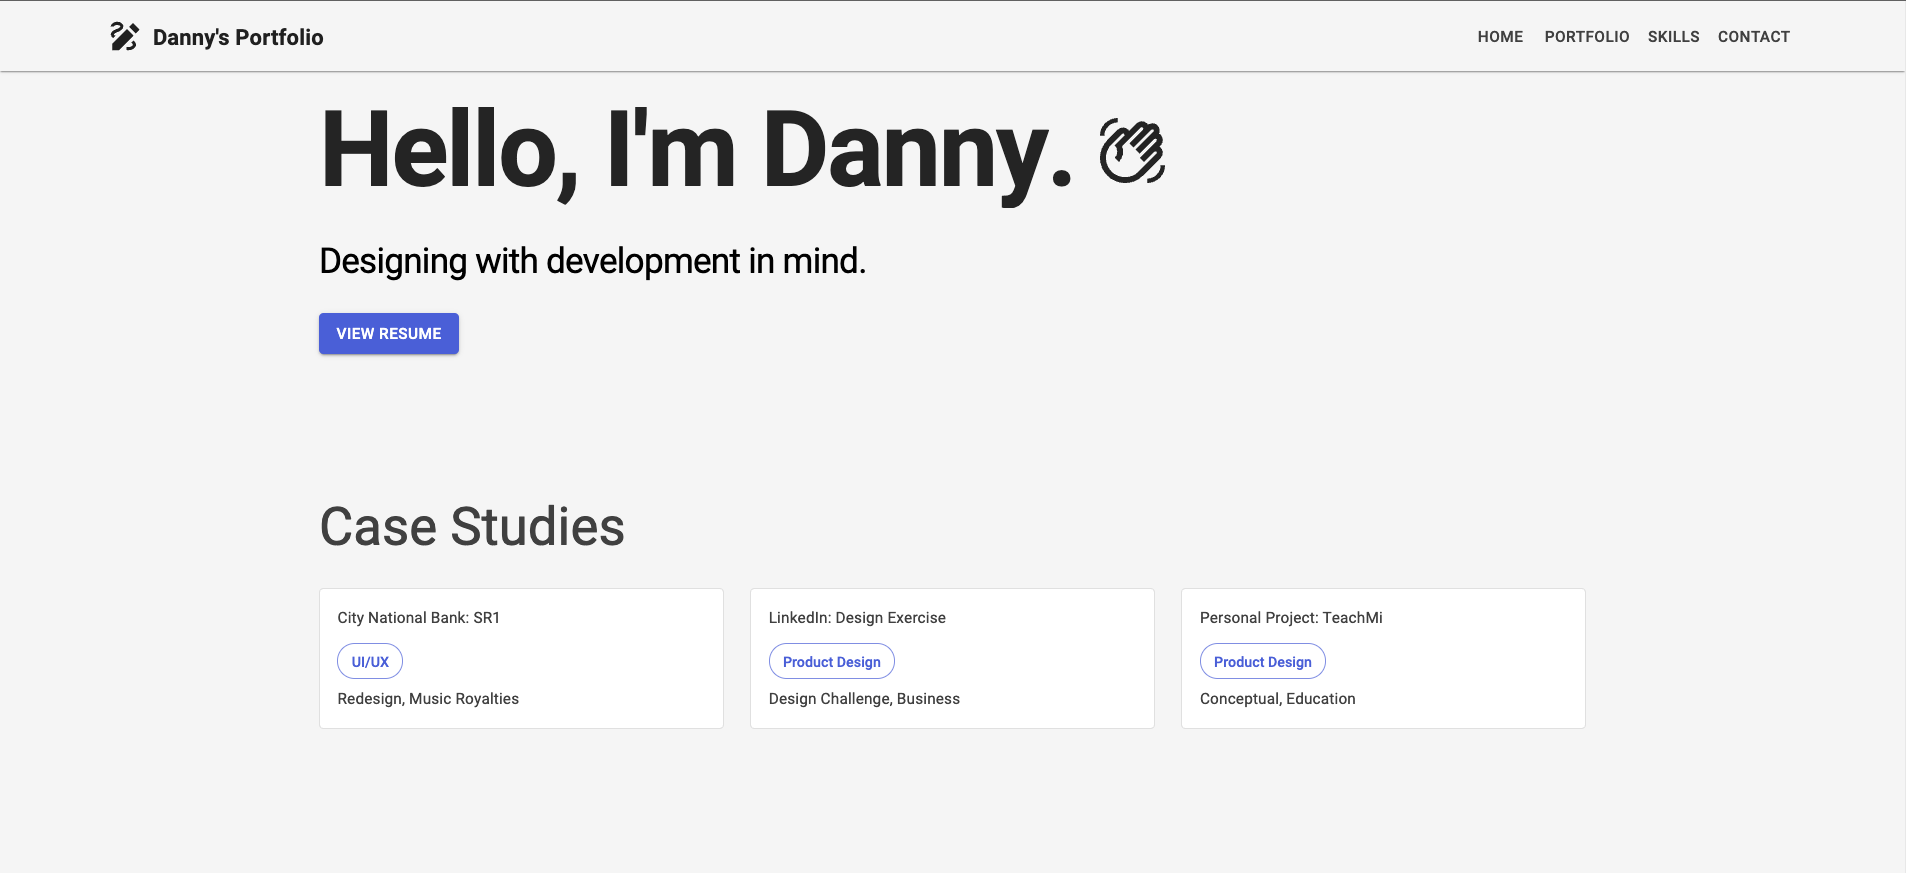 Danny's Portfolio
HOME PORTFOLIO SKILLS CONTACT
Hello, I'm Danny.
Designing with development in mind.
VIEW RESUME
Case Studies
City National Bank: SR1
UI/UX
Redesign, Music Royalties
LinkedIn: Design Exercise
Product Design
Design Challenge, Business
Personal Project: TeachMi
Product Design
Conceptual, Education